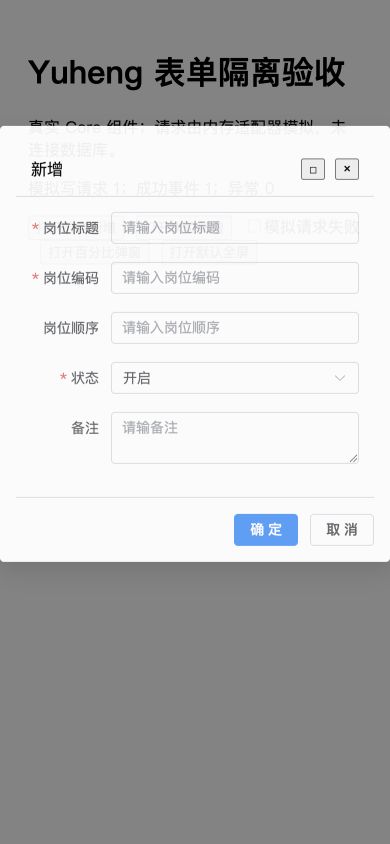 Yuheng 表单隔离验收
真实 Core 组件；请求由内存适配器模拟，未
连接数据库。
新增
模拟写请求 1；成功事件 1；异常 0
* 岗位标题 请输入岗位标题
模拟请求失败
打开百分比弹窗 打开默认全屏
* 岗位编码 请输入岗位编码
岗位顺序 请输入岗位顺序
* 状态 开启
备注 请输备注
确 定 取 消